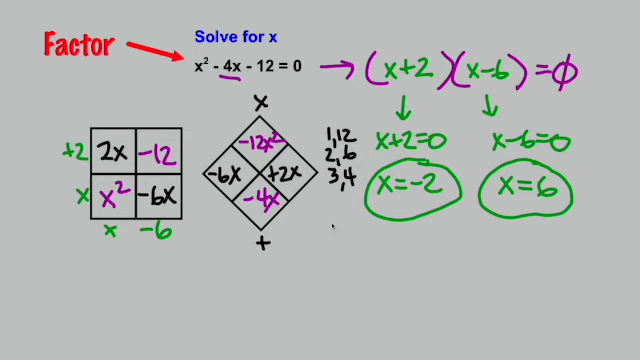 Factor
Solve for x
x² - 4x - 12 = 0 → (x+2)(x-6) = ϕ
x
+2 2x -12
x x² -6x
x -6
-12x²
-6x +2x
-4x
+
1,12
2,6
3,4
x+2=0
x=-2
x-6=0
x=6